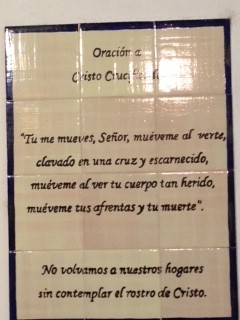 Oración a
Cristo Crucificado
"Tu me mueves, Señor, muéveme al verte,
clavado en una cruz y escarnecido,
muéveme al ver tu cuerpo tan herido,
muéveme tus afrentas y tu muerte".
No volvamos a nuestros hogares
sin contemplar el rostro de Cristo.